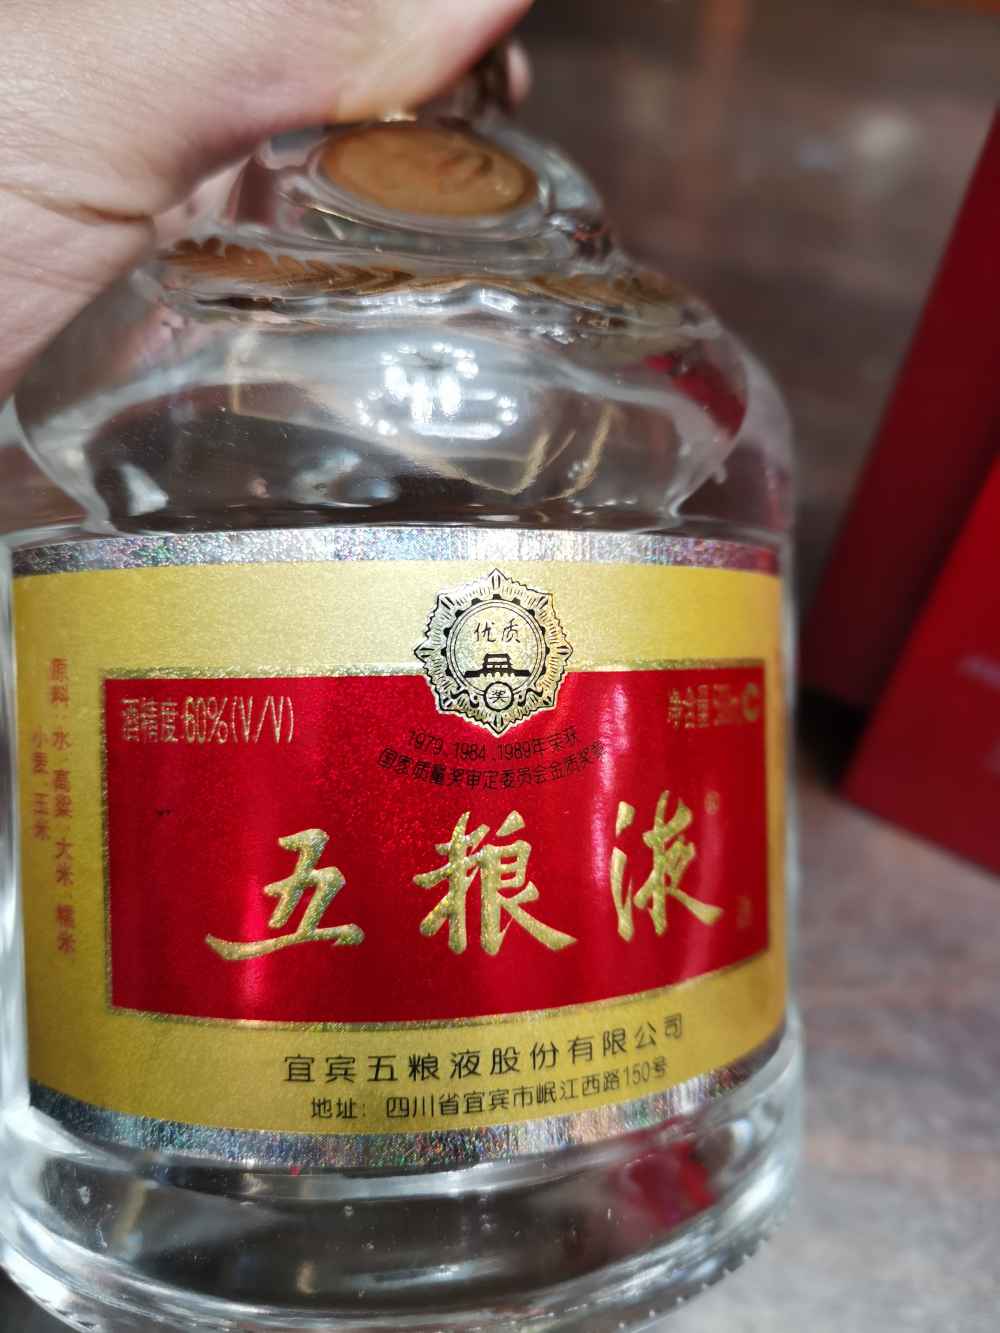 优质
奖
酒精度:60%(V/V)
净含量:500ml
1979、1984、1989年荣获
国家质量奖审定委员会金质奖章
五粮液
原料:水、高粱、大米、糯米、
小麦、玉米
宜宾五粮液股份有限公司
地址：四川省宜宾市岷江西路150号